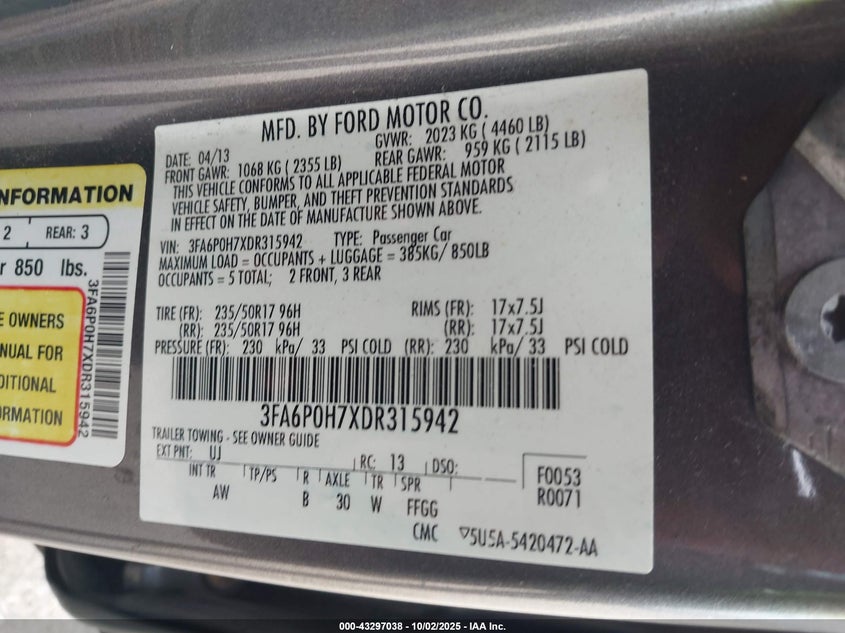 MFD. BY FORD MOTOR CO.
DATE: 04/13 GVWR: 2023 KG ( 4460 LB)
FRONT GAWR: 1068 KG ( 2355 LB) REAR GAWR: 959 KG ( 2115 LB)
THIS VEHICLE CONFORMS TO ALL APPLICABLE FEDERAL MOTOR
VEHICLE SAFETY, BUMPER, AND THEFT PREVENTION STANDARDS
IN EFFECT ON THE DATE OF MANUFACTURE SHOWN ABOVE.
VIN: 3FA6P0H7XDR315942 TYPE: Passenger Car
MAXIMUM LOAD = OCCUPANTS + LUGGAGE = 385KG/ 850LB
OCCUPANTS = 5 TOTAL; 2 FRONT, 3 REAR
TIRE (FR): 235/50R17 96H RIMS (FR): 17x7.5J
(RR): 235/50R17 96H (RR): 17x7.5J
PRESSURE (FR): 230 kPa/ 33 PSI COLD (RR): 230 kPa/ 33 PSI COLD
3FA6P0H7XDR315942
TRAILER TOWING - SEE OWNER GUIDE
EXT PNT: UJ RC: 13 DSO:
INT TR TP/PS R AXLE TR SPR
AW B 30 W FFGG
F0053
R0071
CMC ▽5U5A-5420472-AA
INFORMATION
2 REAR: 3
850 lbs.
OWNERS
MANUAL FOR
ADDITIONAL
INFORMATION
3FA6P0H7XDR315942
000-43297038 - 10/02/2025 - IAA Inc.